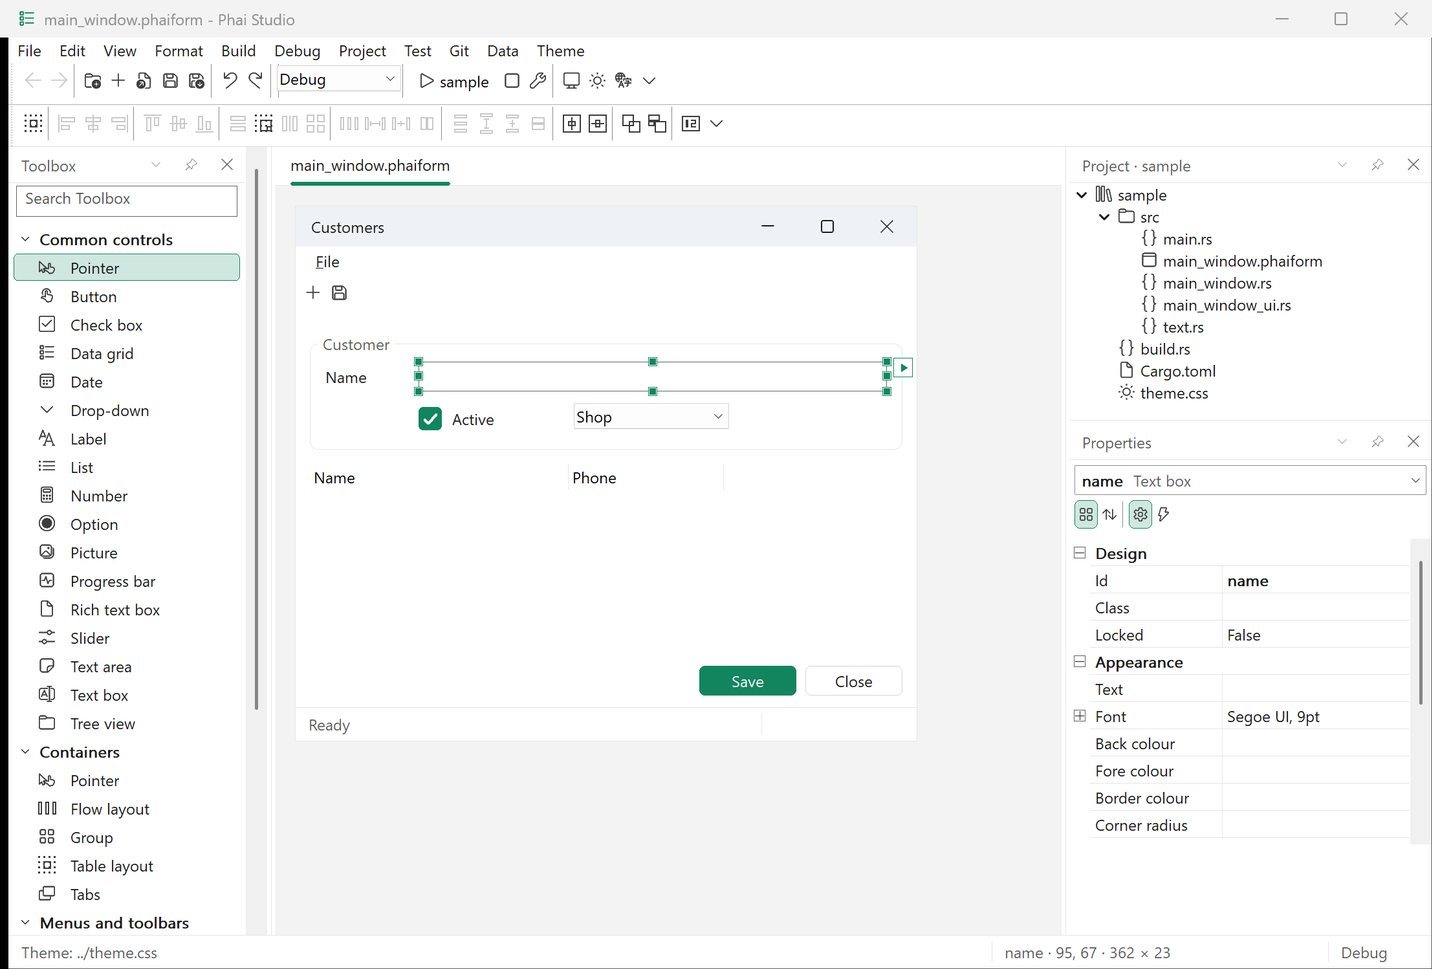 main_window.phaiform - Phai Studio
File Edit View Format Build Debug Project Test Git Data Theme
Debug sample
Toolbox
Search Toolbox
Common controls
Pointer
Button
Check box
Data grid
Date
Drop-down
Label
List
Number
Option
Picture
Progress bar
Rich text box
Slider
Text area
Text box
Tree view
Containers
Pointer
Flow layout
Group
Table layout
Tabs
Menus and toolbars
main_window.phaiform
Customers
File
Customer
Name
Active Shop
Name Phone
Save Close
Ready
Project · sample
sample
src
main.rs
main_window.phaiform
main_window.rs
main_window_ui.rs
text.rs
build.rs
Cargo.toml
theme.css
Properties
name Text box
Design
Id name
Class
Locked False
Appearance
Text
Font Segoe UI, 9pt
Back colour
Fore colour
Border colour
Corner radius
Theme: ../theme.css
name · 95, 67 · 362 × 23
Debug